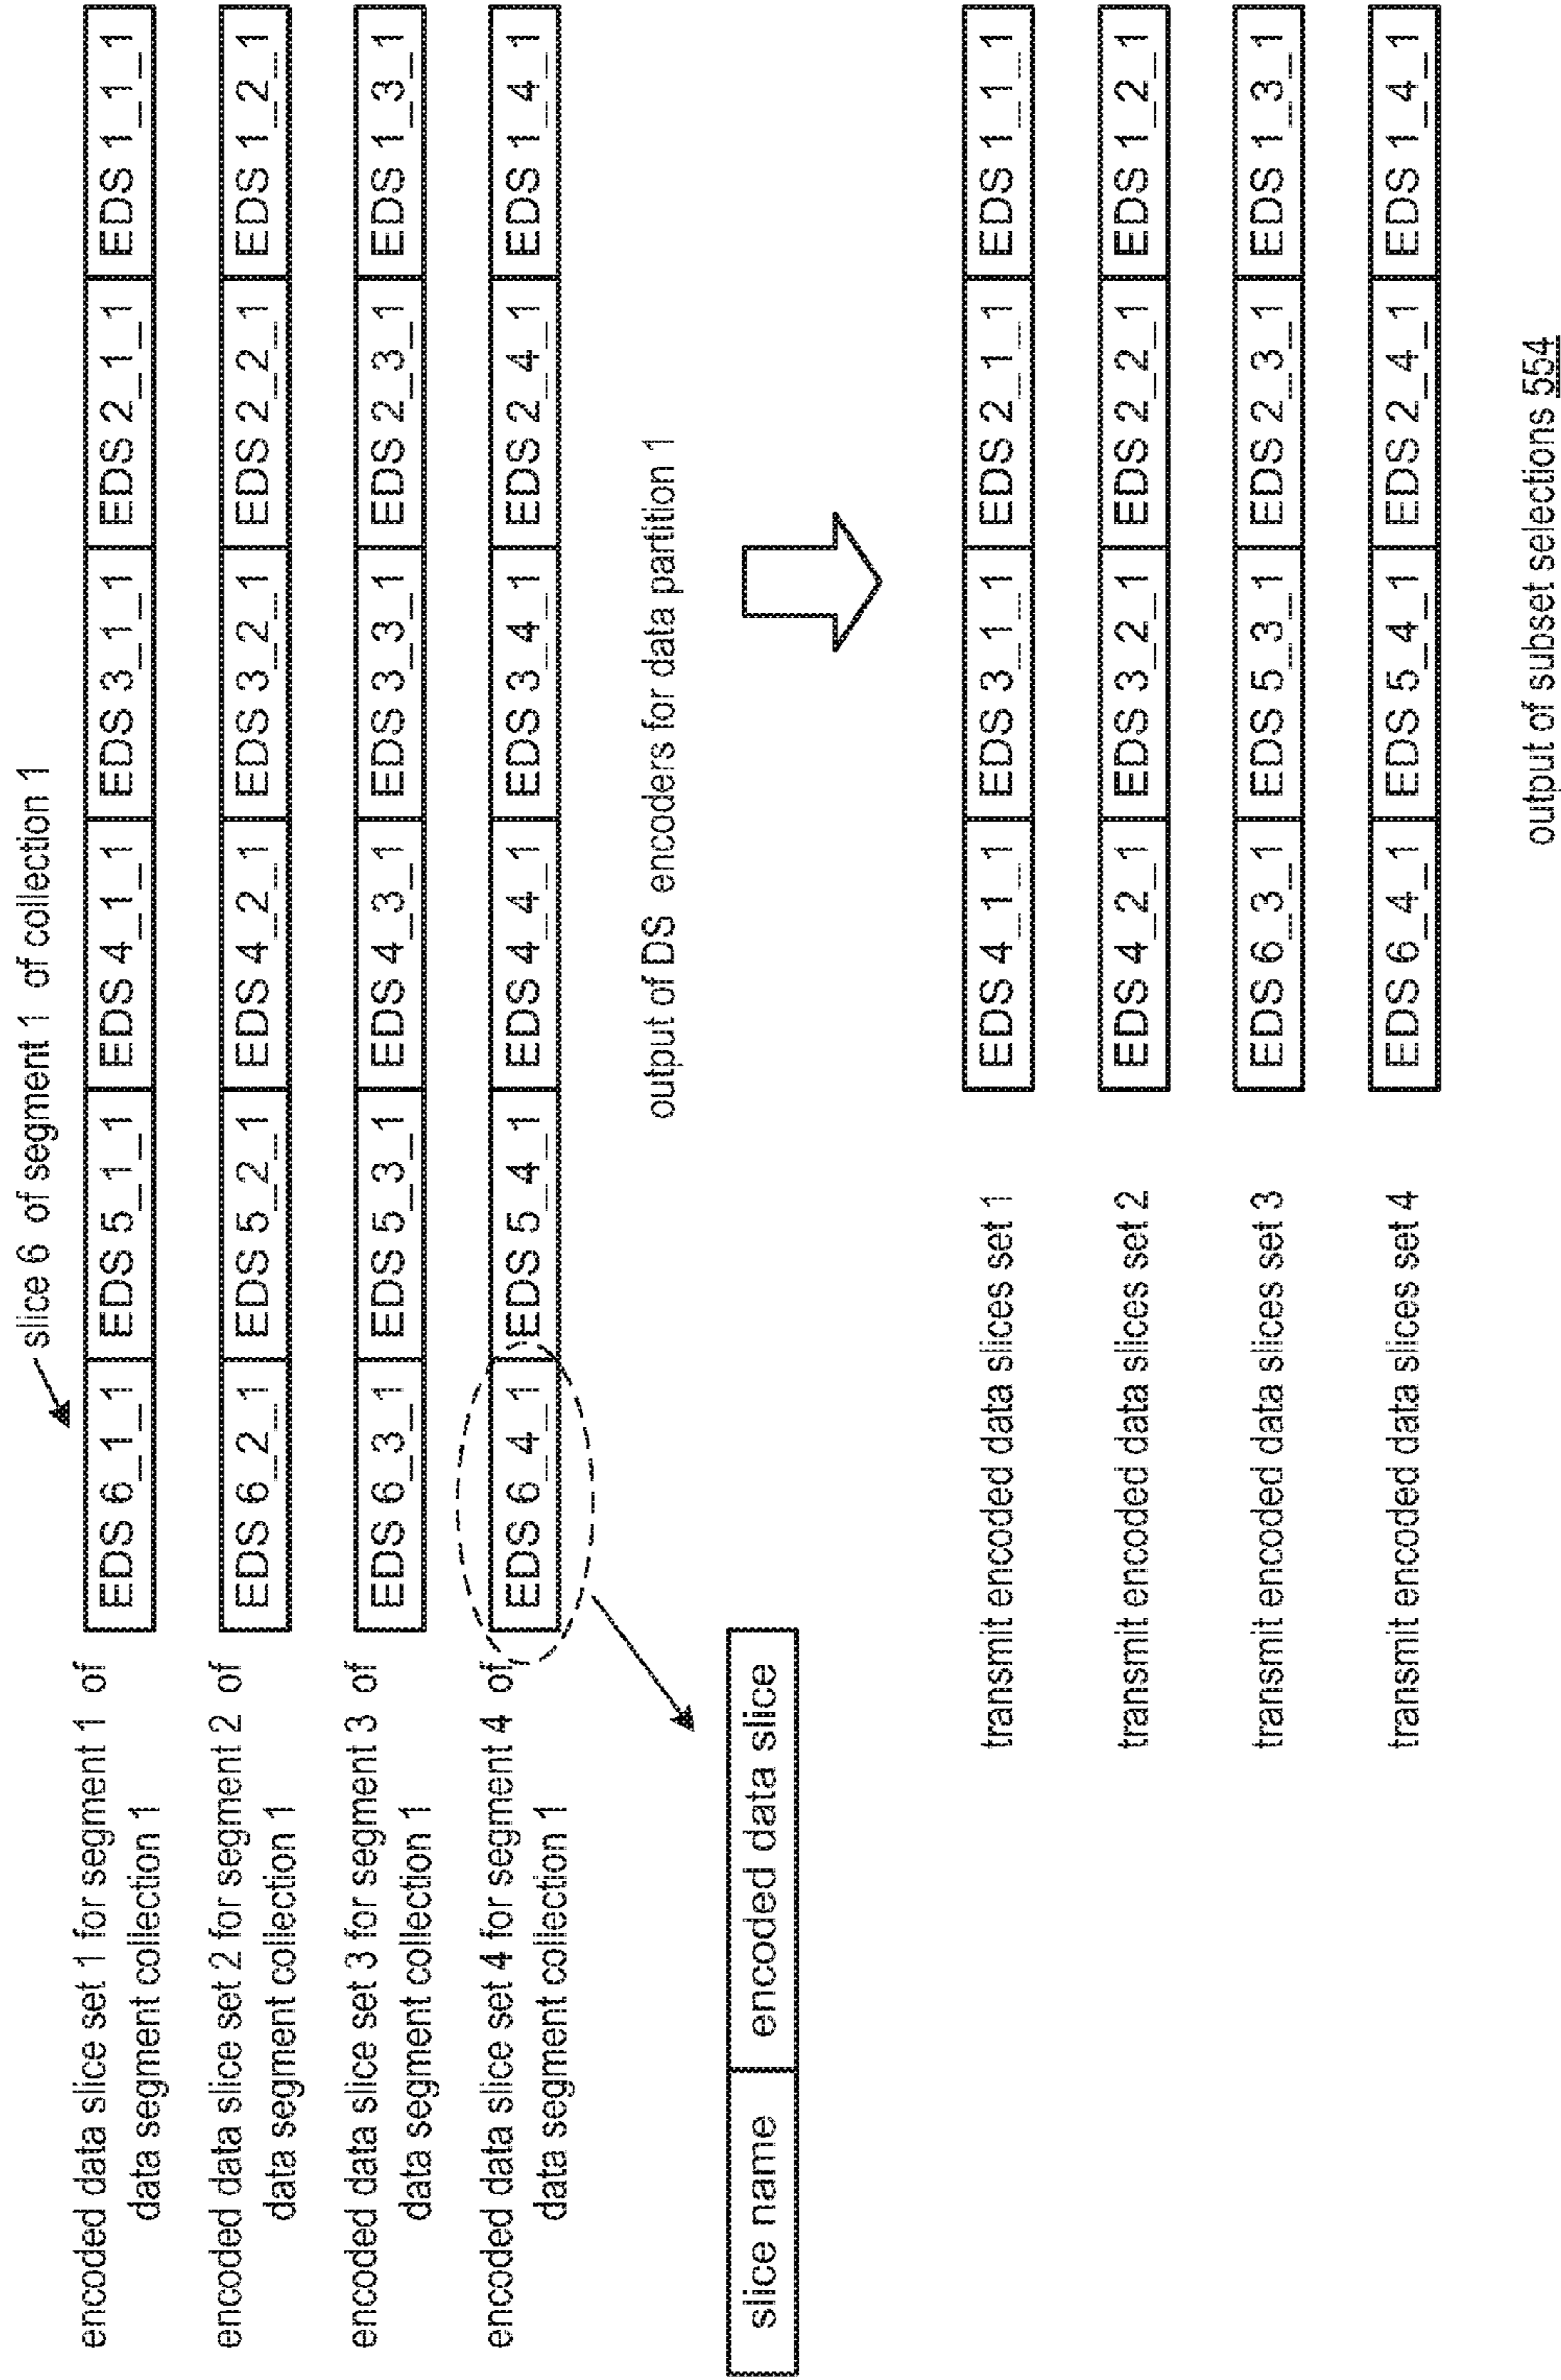 slice 6 of segment 1 of collection 1
encoded data slice set 1 for segment 1 of
data segment collection 1
EDS 6_1_1 EDS 5_1_1 EDS 4_1_1 EDS 3_1_1 EDS 2_1_1 EDS 1_1_1
encoded data slice set 2 for segment 2 of
data segment collection 1
EDS 6_2_1 EDS 5_2_1 EDS 4_2_1 EDS 3_2_1 EDS 2_2_1 EDS 1_2_1
encoded data slice set 3 for segment 3 of
data segment collection 1
EDS 6_3_1 EDS 5_3_1 EDS 4_3_1 EDS 3_3_1 EDS 2_3_1 EDS 1_3_1
encoded data slice set 4 for segment 4 of
data segment collection 1
EDS 6_4_1 EDS 5_4_1 EDS 4_4_1 EDS 3_4_1 EDS 2_4_1 EDS 1_4_1
output of DS encoders for data partition 1
slice name encoded data slice
transmit encoded data slices set 1
EDS 4_1_1 EDS 3_1_1 EDS 2_1_1 EDS 1_1_1
transmit encoded data slices set 2
EDS 4_2_1 EDS 3_2_1 EDS 2_2_1 EDS 1_2_1
transmit encoded data slices set 3
EDS 6_3_1 EDS 5_3_1 EDS 2_3_1 EDS 1_3_1
transmit encoded data slices set 4
EDS 6_4_1 EDS 5_4_1 EDS 2_4_1 EDS 1_4_1
output of subset selections 554